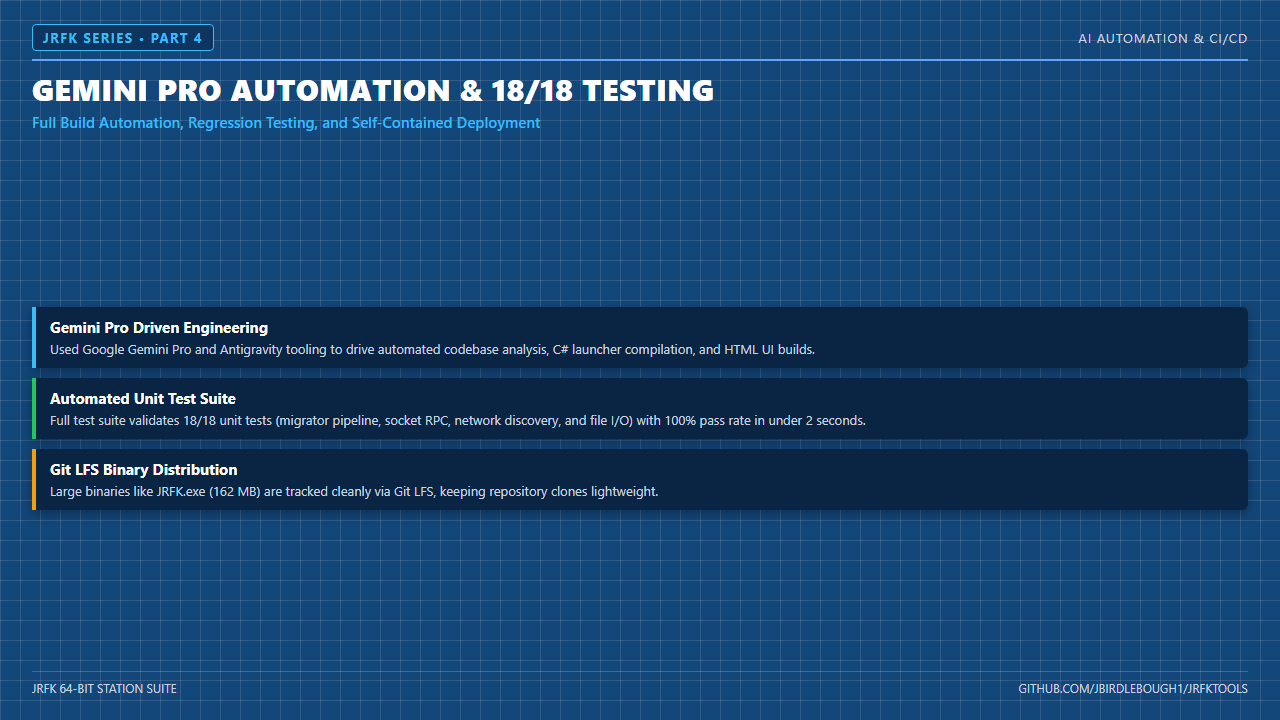 JRFK SERIES • PART 4
AI AUTOMATION & CI/CD
GEMINI PRO AUTOMATION & 18/18 TESTING
Full Build Automation, Regression Testing, and Self-Contained Deployment
Gemini Pro Driven Engineering
Used Google Gemini Pro and Antigravity tooling to drive automated codebase analysis, C# launcher compilation, and HTML UI builds.
Automated Unit Test Suite
Full test suite validates 18/18 unit tests (migrator pipeline, socket RPC, network discovery, and file I/O) with 100% pass rate in under 2 seconds.
Git LFS Binary Distribution
Large binaries like JRFK.exe (162 MB) are tracked cleanly via Git LFS, keeping repository clones lightweight.
JRFK 64-BIT STATION SUITE
GITHUB.COM/JBIRDLEBOUGH1/JRFKTOOLS